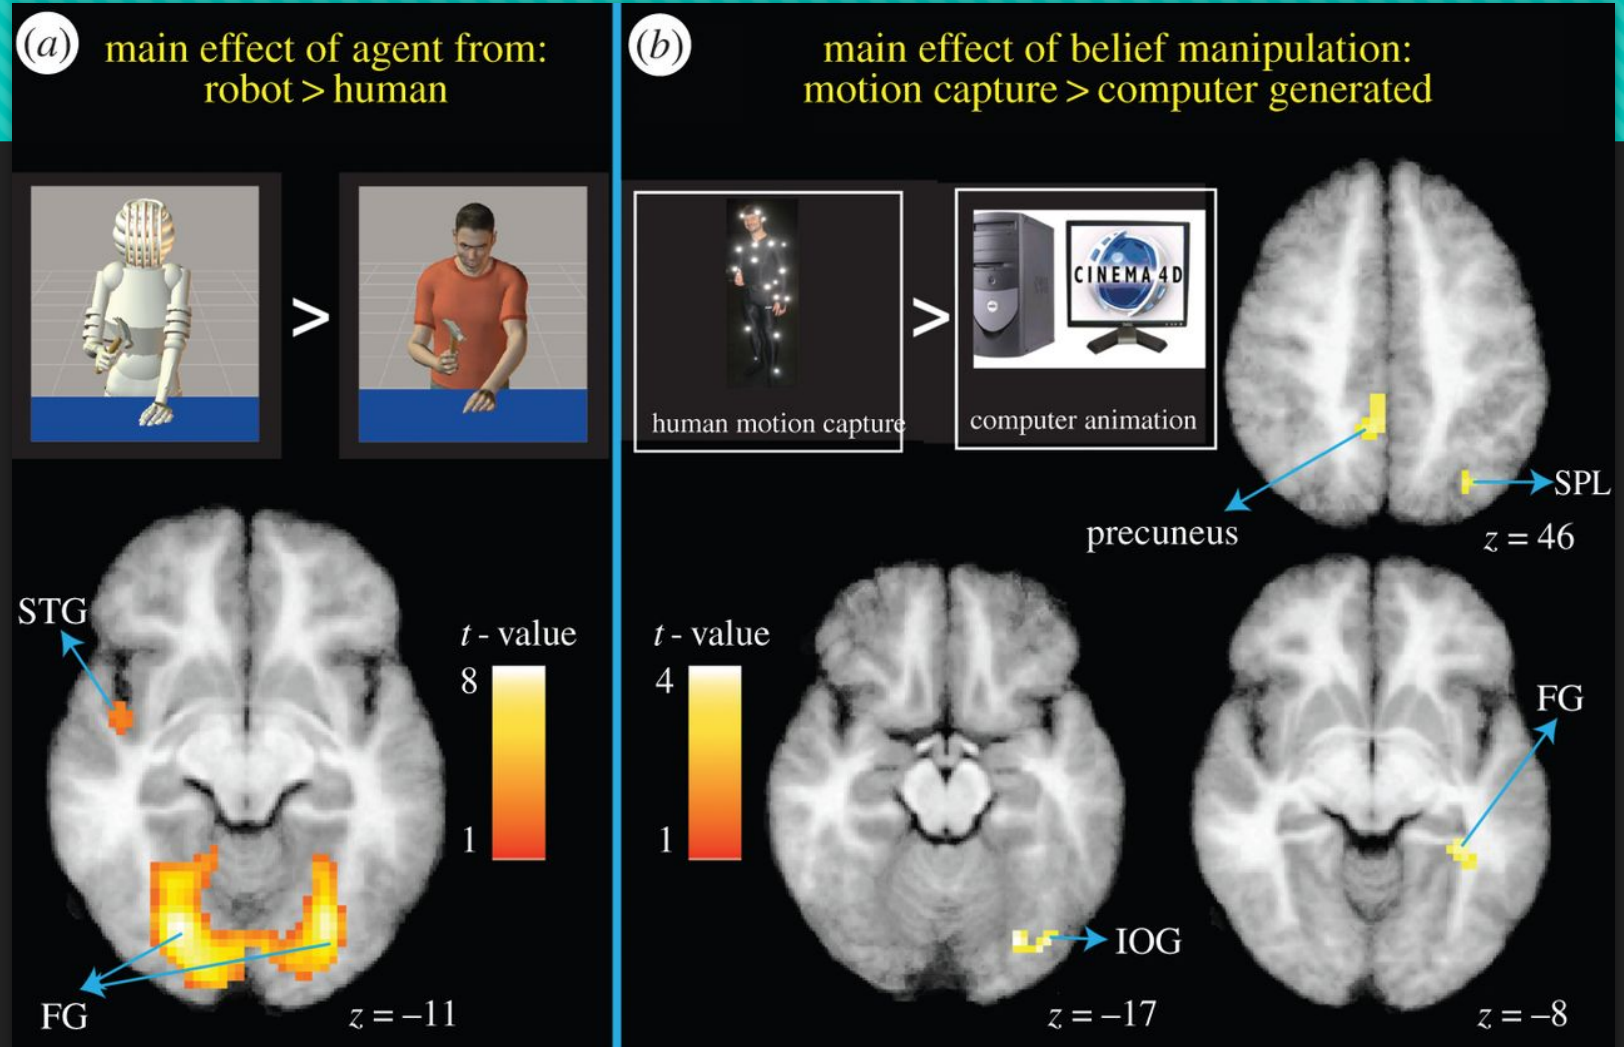 (a)
main effect of agent from:
robot > human
>
STG
t - value
8
1
FG
z = –11
(b)
main effect of belief manipulation:
motion capture > computer generated
human motion capture
>
CINEMA 4D
computer animation
precuneus
SPL
z = 46
t - value
4
1
IOG
z = –17
FG
z = –8